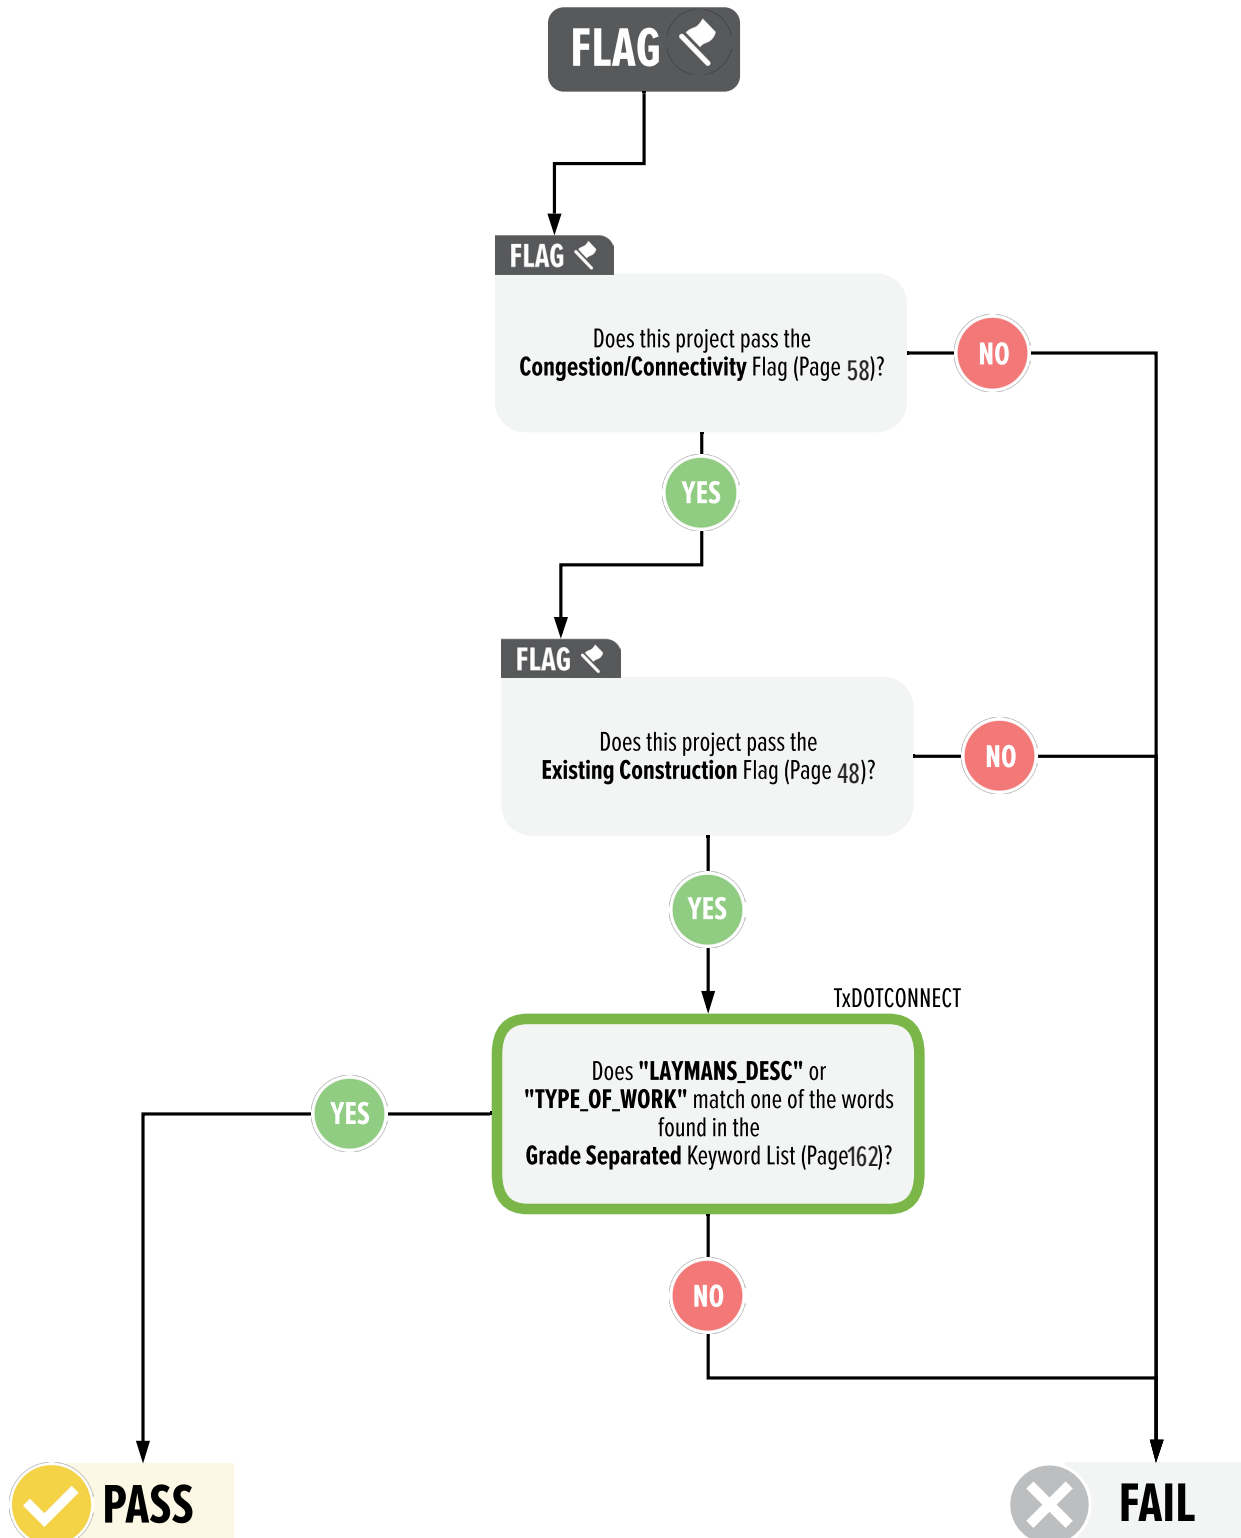 FLAG
FLAG
Does this project pass the
Congestion/Connectivity Flag (Page 58)?
NO
YES
FLAG
Does this project pass the
Existing Construction Flag (Page 48)?
NO
YES
TxDOTCONNECT
Does "LAYMANS_DESC" or
"TYPE_OF_WORK" match one of the words
found in the
Grade Separated Keyword List (Page162)?
YES
NO
PASS
FAIL